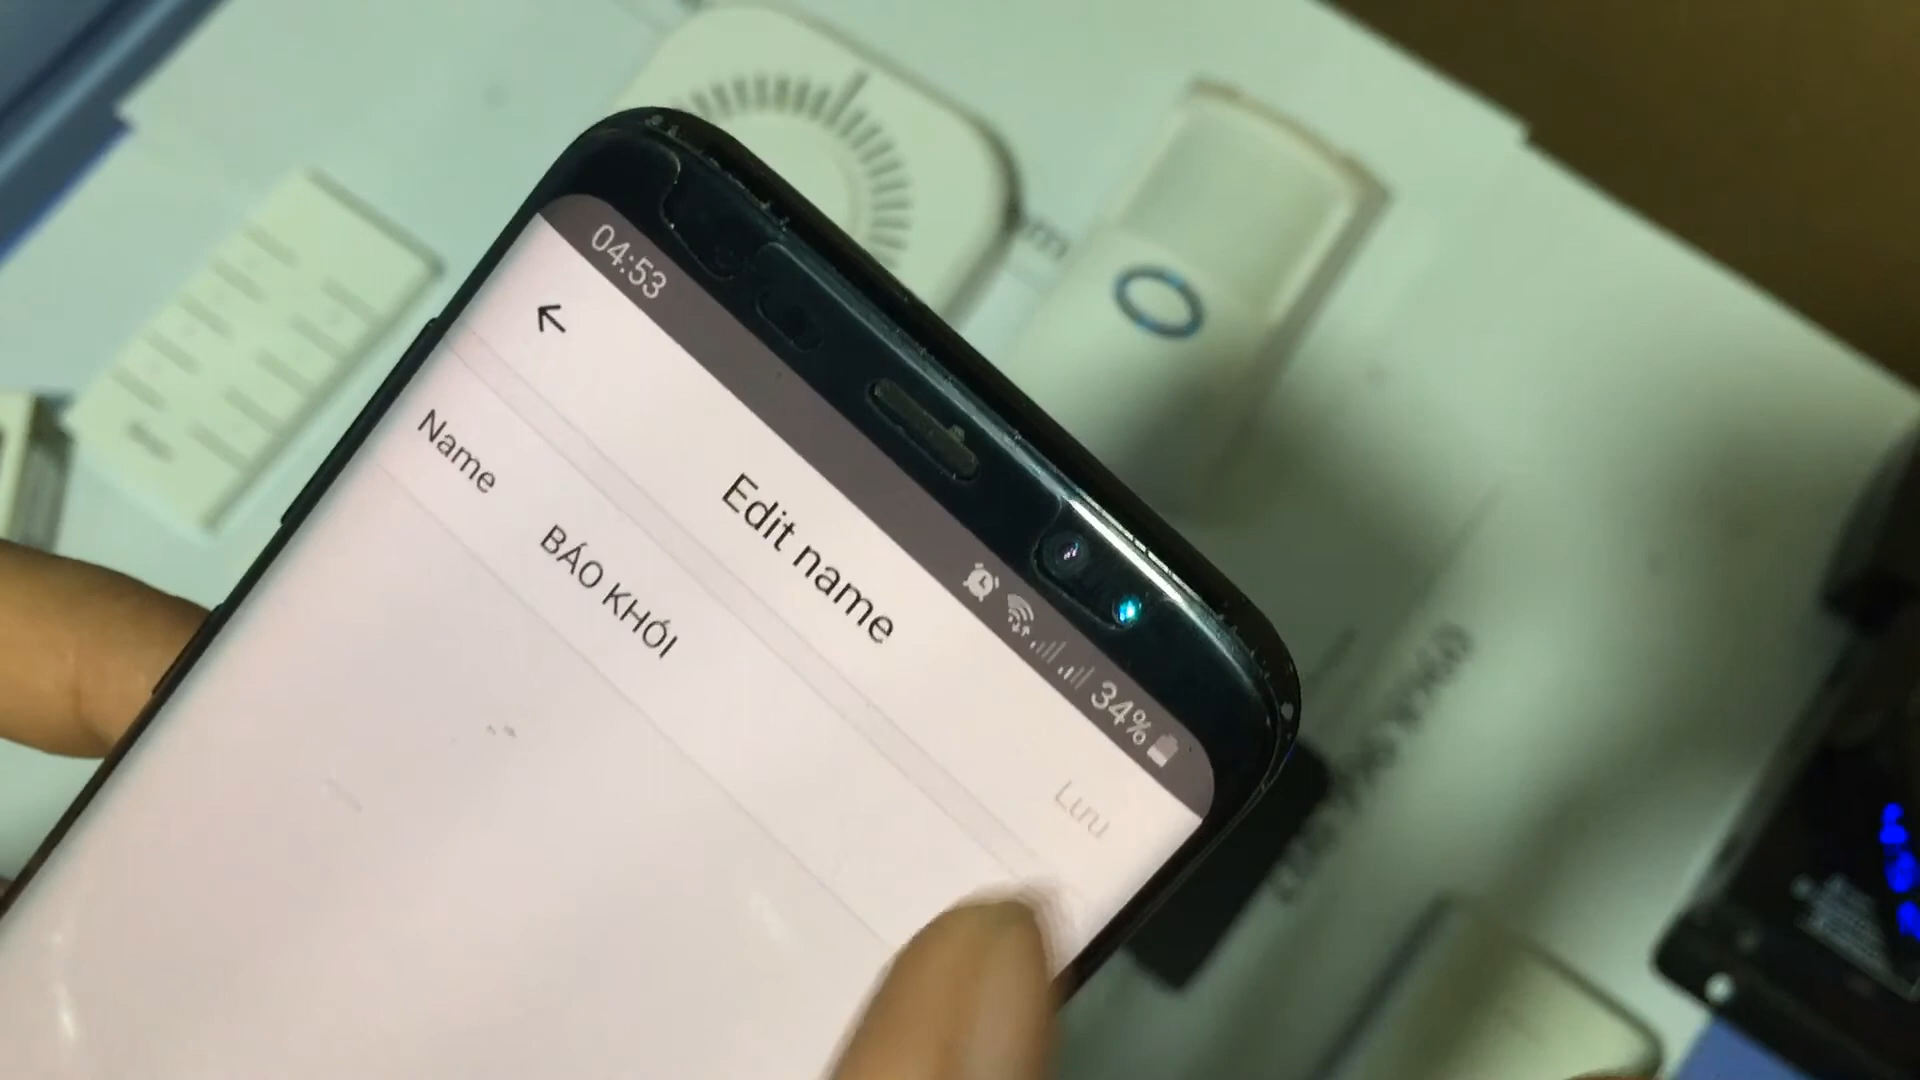 04:53
34%
Edit name
Lưu
Name
BÁO KHÓI